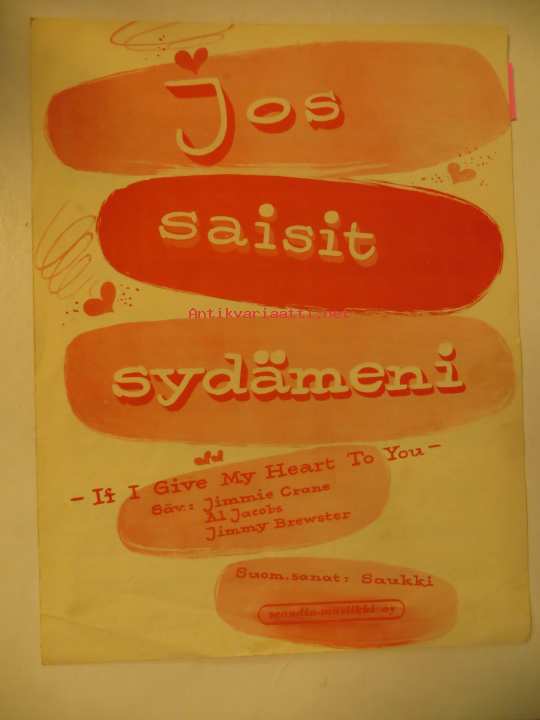 Jos
saisit
Antikvariaatti.net
sydämeni
— If I Give My Heart To You —
Säv.: Jimmie Crane
Al Jacobs
Jimmy Brewster
Suom. sanat: Saukki
scandia-musiikki oy